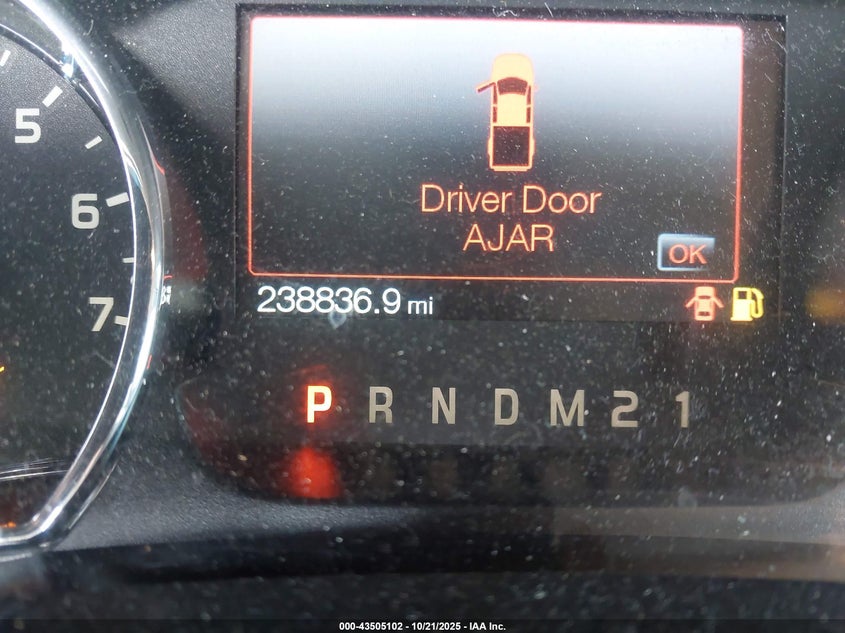 5
6
7
Driver Door
AJAR
OK
238836.9 mi
P R N D M 2 1
000-43505102 - 10/21/2025 - IAA Inc.